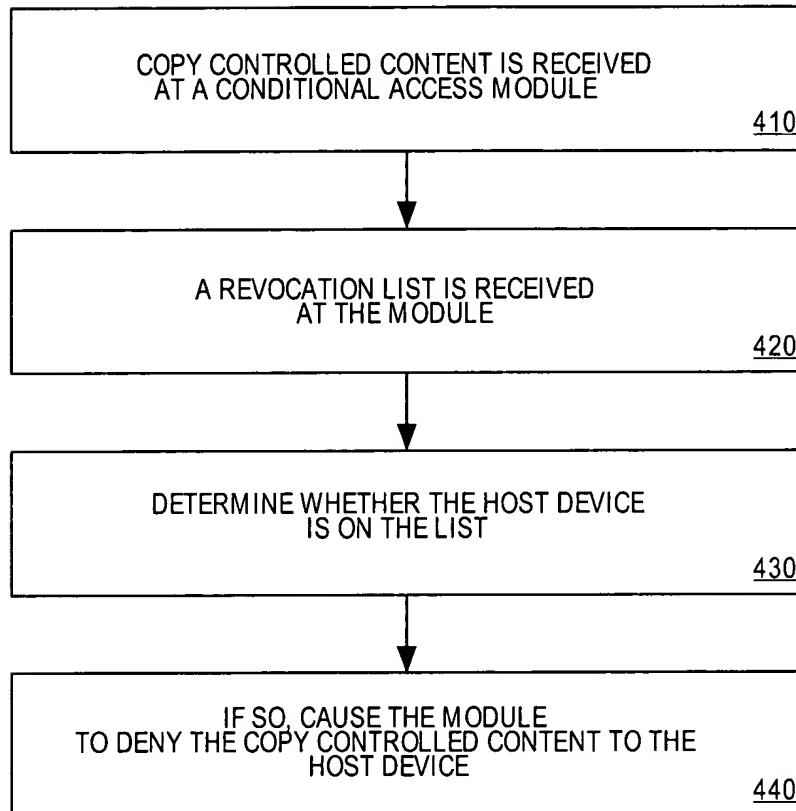 COPY CONTROLLED CONTENT IS RECEIVED
AT A CONDITIONAL ACCESS MODULE
410
A REVOCATION LIST IS RECEIVED
AT THE MODULE
420
DETERMINE WHETHER THE HOST DEVICE
IS ON THE LIST
430
IF SO, CAUSE THE MODULE
TO DENY THE COPY CONTROLLED CONTENT TO THE
HOST DEVICE
440